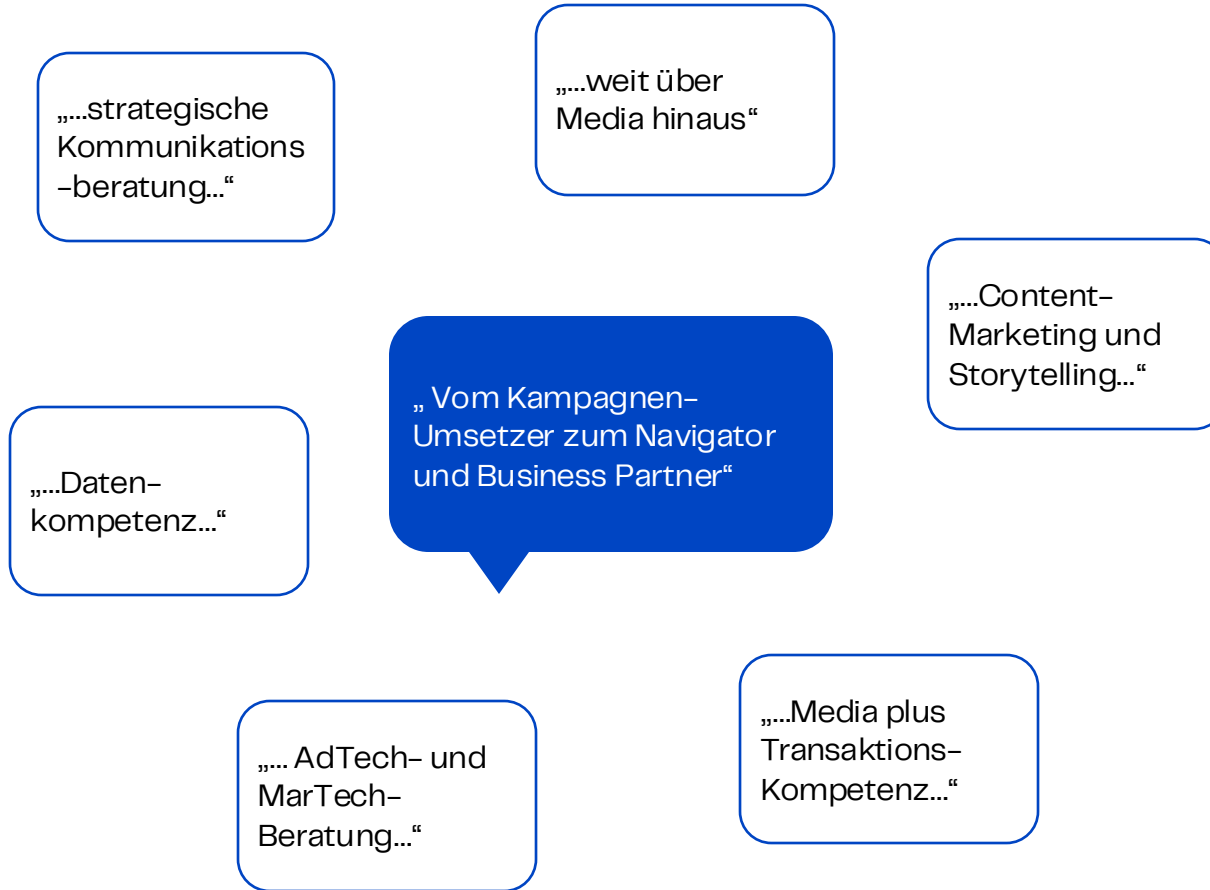 „...strategische
Kommunikations
-beratung...“
„...weit über
Media hinaus“
„...Content-
Marketing und
Storytelling...“
„ Vom Kampagnen-
Umsetzer zum Navigator
und Business Partner“
„...Daten-
kompetenz...“
„...Media plus
Transaktions-
Kompetenz...“
„... AdTech- und
MarTech-
Beratung...“